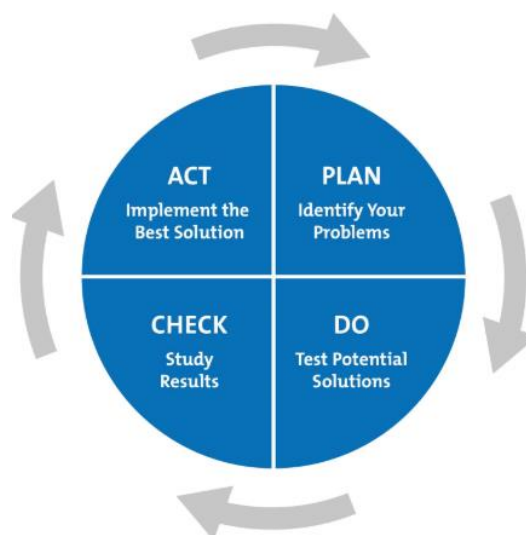 ACT
Implement the
Best Solution
PLAN
Identify Your
Problems
CHECK
Study
Results
DO
Test Potential
Solutions